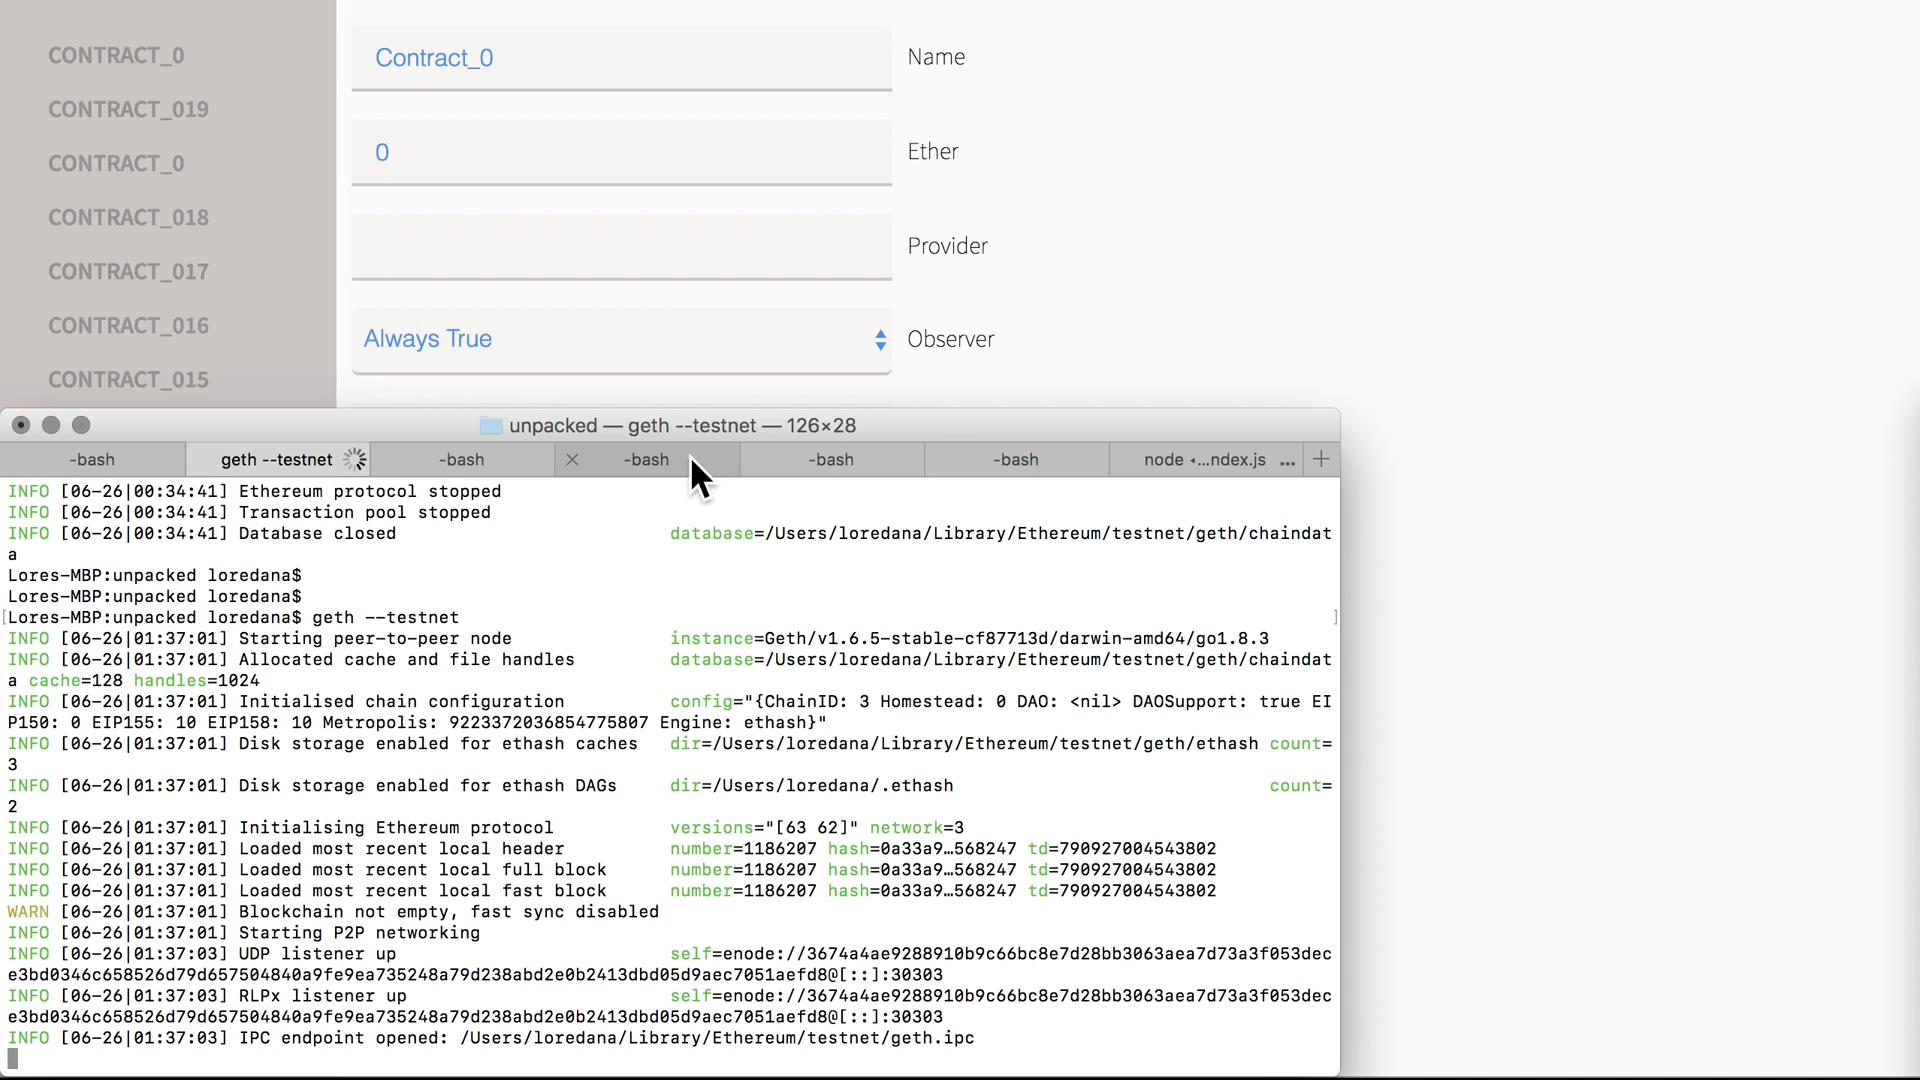 CONTRACT_0
CONTRACT_019
CONTRACT_0
CONTRACT_018
CONTRACT_017
CONTRACT_016
CONTRACT_015
Contract_0 Name
0 Ether
Provider
Always True Observer
unpacked — geth --testnet — 126×28
-bash geth --testnet -bash -bash -bash -bash node ◂...ndex.js ...
INFO [06-26|00:34:41] Ethereum protocol stopped
INFO [06-26|00:34:41] Transaction pool stopped
INFO [06-26|00:34:41] Database closed database=/Users/loredana/Library/Ethereum/testnet/geth/chaindat
a
Lores-MBP:unpacked loredana$
Lores-MBP:unpacked loredana$
[Lores-MBP:unpacked loredana$ geth --testnet ]
INFO [06-26|01:37:01] Starting peer-to-peer node instance=Geth/v1.6.5-stable-cf87713d/darwin-amd64/go1.8.3
INFO [06-26|01:37:01] Allocated cache and file handles database=/Users/loredana/Library/Ethereum/testnet/geth/chaindat
a cache=128 handles=1024
INFO [06-26|01:37:01] Initialised chain configuration config="{ChainID: 3 Homestead: 0 DAO: <nil> DAOSupport: true EI
P150: 0 EIP155: 10 EIP158: 10 Metropolis: 9223372036854775807 Engine: ethash}"
INFO [06-26|01:37:01] Disk storage enabled for ethash caches dir=/Users/loredana/Library/Ethereum/testnet/geth/ethash count=
3
INFO [06-26|01:37:01] Disk storage enabled for ethash DAGs dir=/Users/loredana/.ethash count=
2
INFO [06-26|01:37:01] Initialising Ethereum protocol versions="[63 62]" network=3
INFO [06-26|01:37:01] Loaded most recent local header number=1186207 hash=0a33a9…568247 td=790927004543802
INFO [06-26|01:37:01] Loaded most recent local full block number=1186207 hash=0a33a9…568247 td=790927004543802
INFO [06-26|01:37:01] Loaded most recent local fast block number=1186207 hash=0a33a9…568247 td=790927004543802
WARN [06-26|01:37:01] Blockchain not empty, fast sync disabled
INFO [06-26|01:37:01] Starting P2P networking
INFO [06-26|01:37:03] UDP listener up self=enode://3674a4ae9288910b9c66bc8e7d28bb3063aea7d73a3f053dec
e3bd0346c658526d79d657504840a9fe9ea735248a79d238abd2e0b2413dbd05d9aec7051aefd8@[::]:30303
INFO [06-26|01:37:03] RLPx listener up self=enode://3674a4ae9288910b9c66bc8e7d28bb3063aea7d73a3f053dec
e3bd0346c658526d79d657504840a9fe9ea735248a79d238abd2e0b2413dbd05d9aec7051aefd8@[::]:30303
INFO [06-26|01:37:03] IPC endpoint opened: /Users/loredana/Library/Ethereum/testnet/geth.ipc